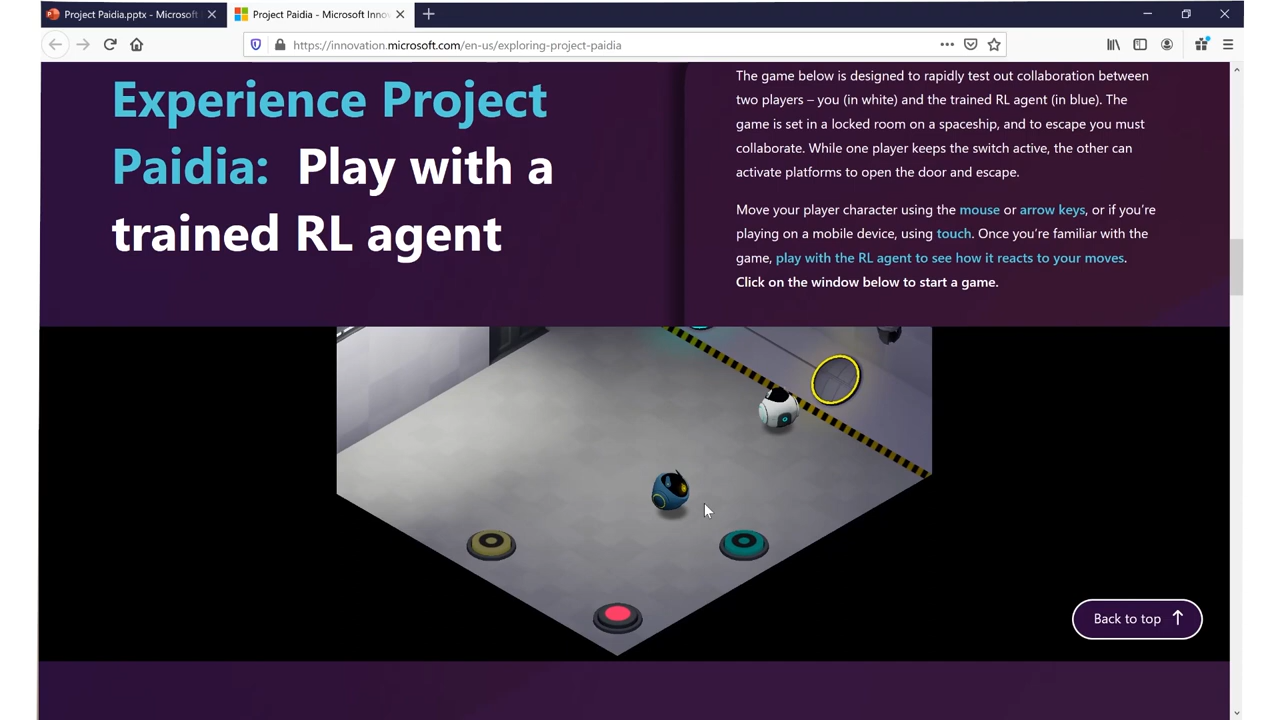 Project Paidia.pptx - Microsoft
Project Paidia - Microsoft Inno
https://innovation.microsoft.com/en-us/exploring-project-paidia
Experience Project
Paidia: Play with a
trained RL agent
The game below is designed to rapidly test out collaboration between
two players – you (in white) and the trained RL agent (in blue). The
game is set in a locked room on a spaceship, and to escape you must
collaborate. While one player keeps the switch active, the other can
activate platforms to open the door and escape.
Move your player character using the mouse or arrow keys, or if you’re
playing on a mobile device, using touch. Once you’re familiar with the
game, play with the RL agent to see how it reacts to your moves.
Click on the window below to start a game.
Back to top